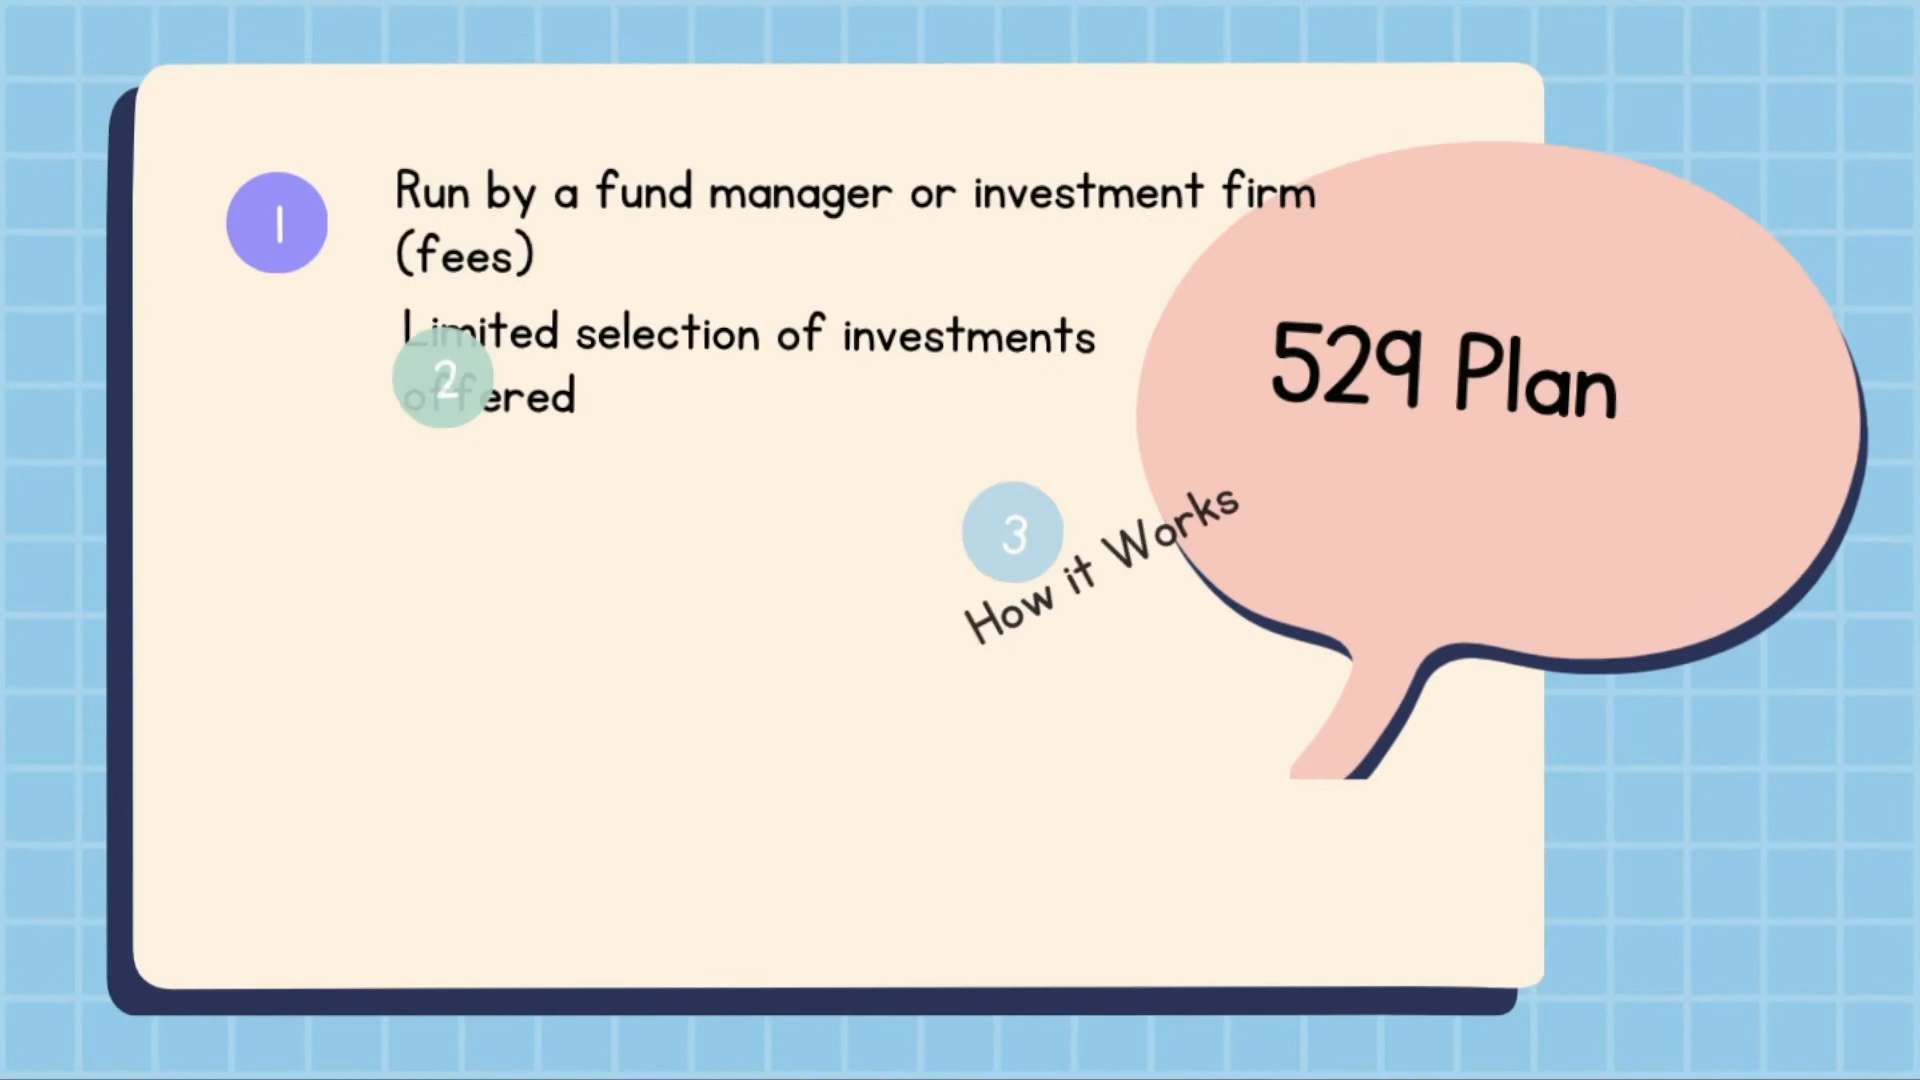 1
Run by a fund manager or investment firm
(fees)
2
Limited selection of investments
offered
529 Plan
3
How it Works